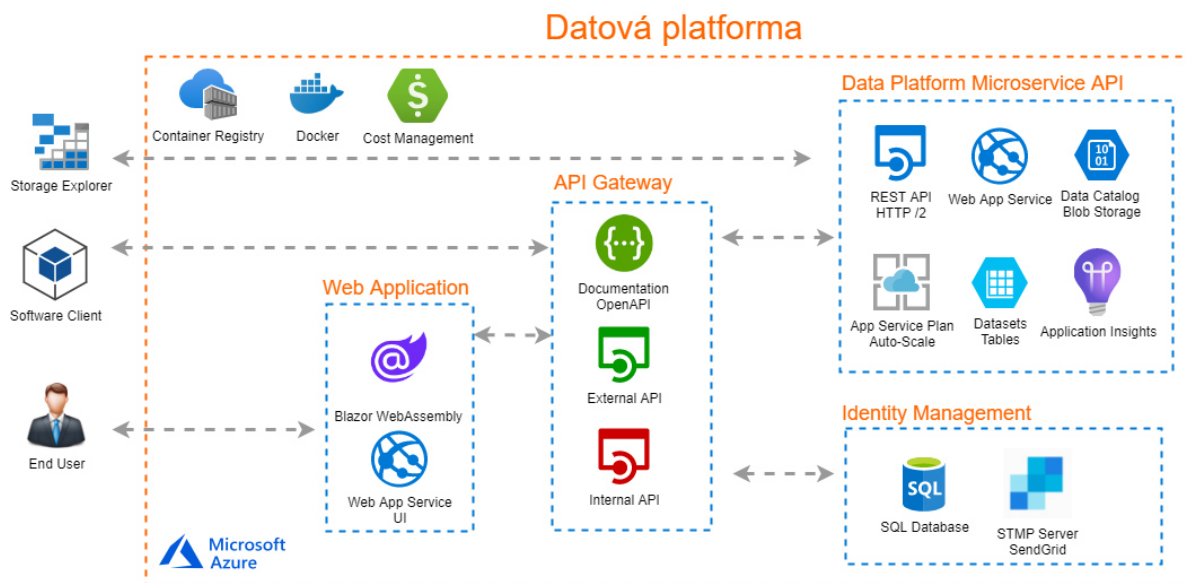 Datová platforma
Container Registry
Docker
Cost Management
Data Platform Microservice API
Storage Explorer
REST API
HTTP /2
Web App Service
Data Catalog
Blob Storage
API Gateway
{···}
Documentation
OpenAPI
Software Client
Web Application
App Service Plan
Auto-Scale
Datasets
Tables
Application Insights
Blazor WebAssembly
External API
End User
Identity Management
Web App Service
UI
Internal API
SQL
SQL Database
STMP Server
SendGrid
Microsoft
Azure
$
10
01
@